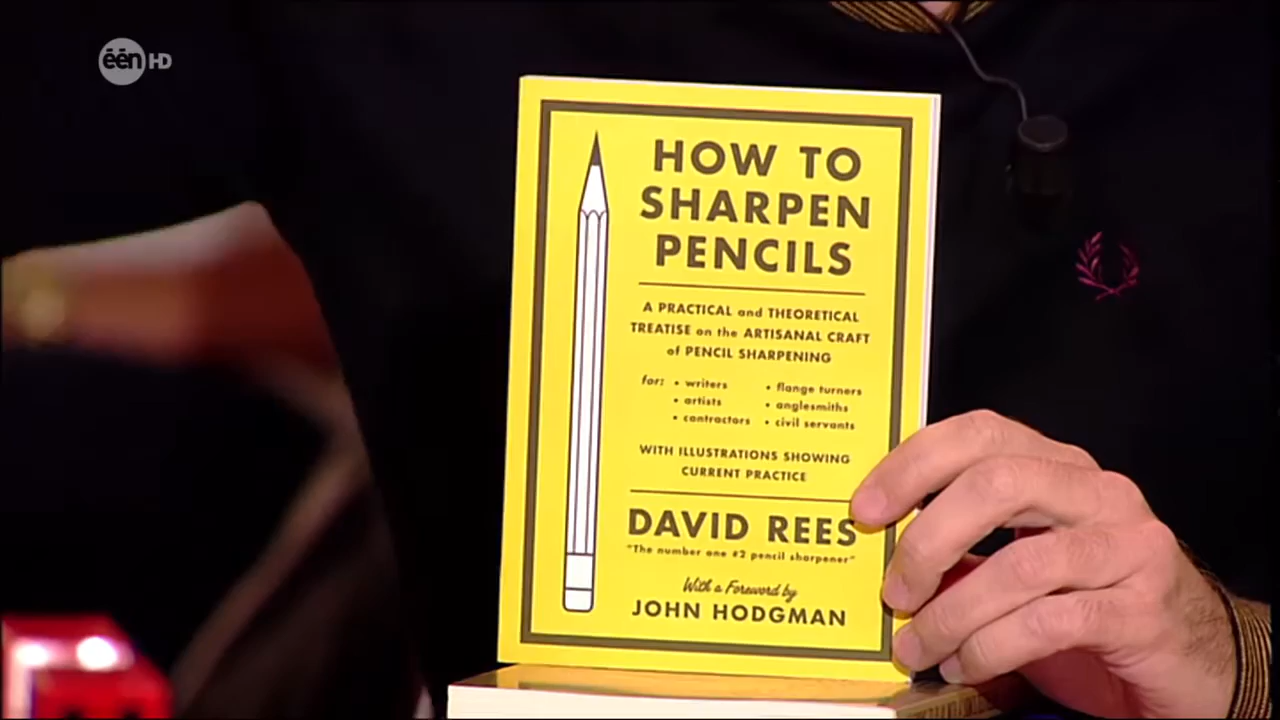 één HD
HOW TO
SHARPEN
PENCILS
A PRACTICAL and THEORETICAL
TREATISE on the ARTISANAL CRAFT
of PENCIL SHARPENING
for: • writers • flange turners
• artists • anglesmiths
• contractors • civil servants
WITH ILLUSTRATIONS SHOWING
CURRENT PRACTICE
DAVID REES
"The number one #2 pencil sharpener"
With a Foreword by
JOHN HODGMAN